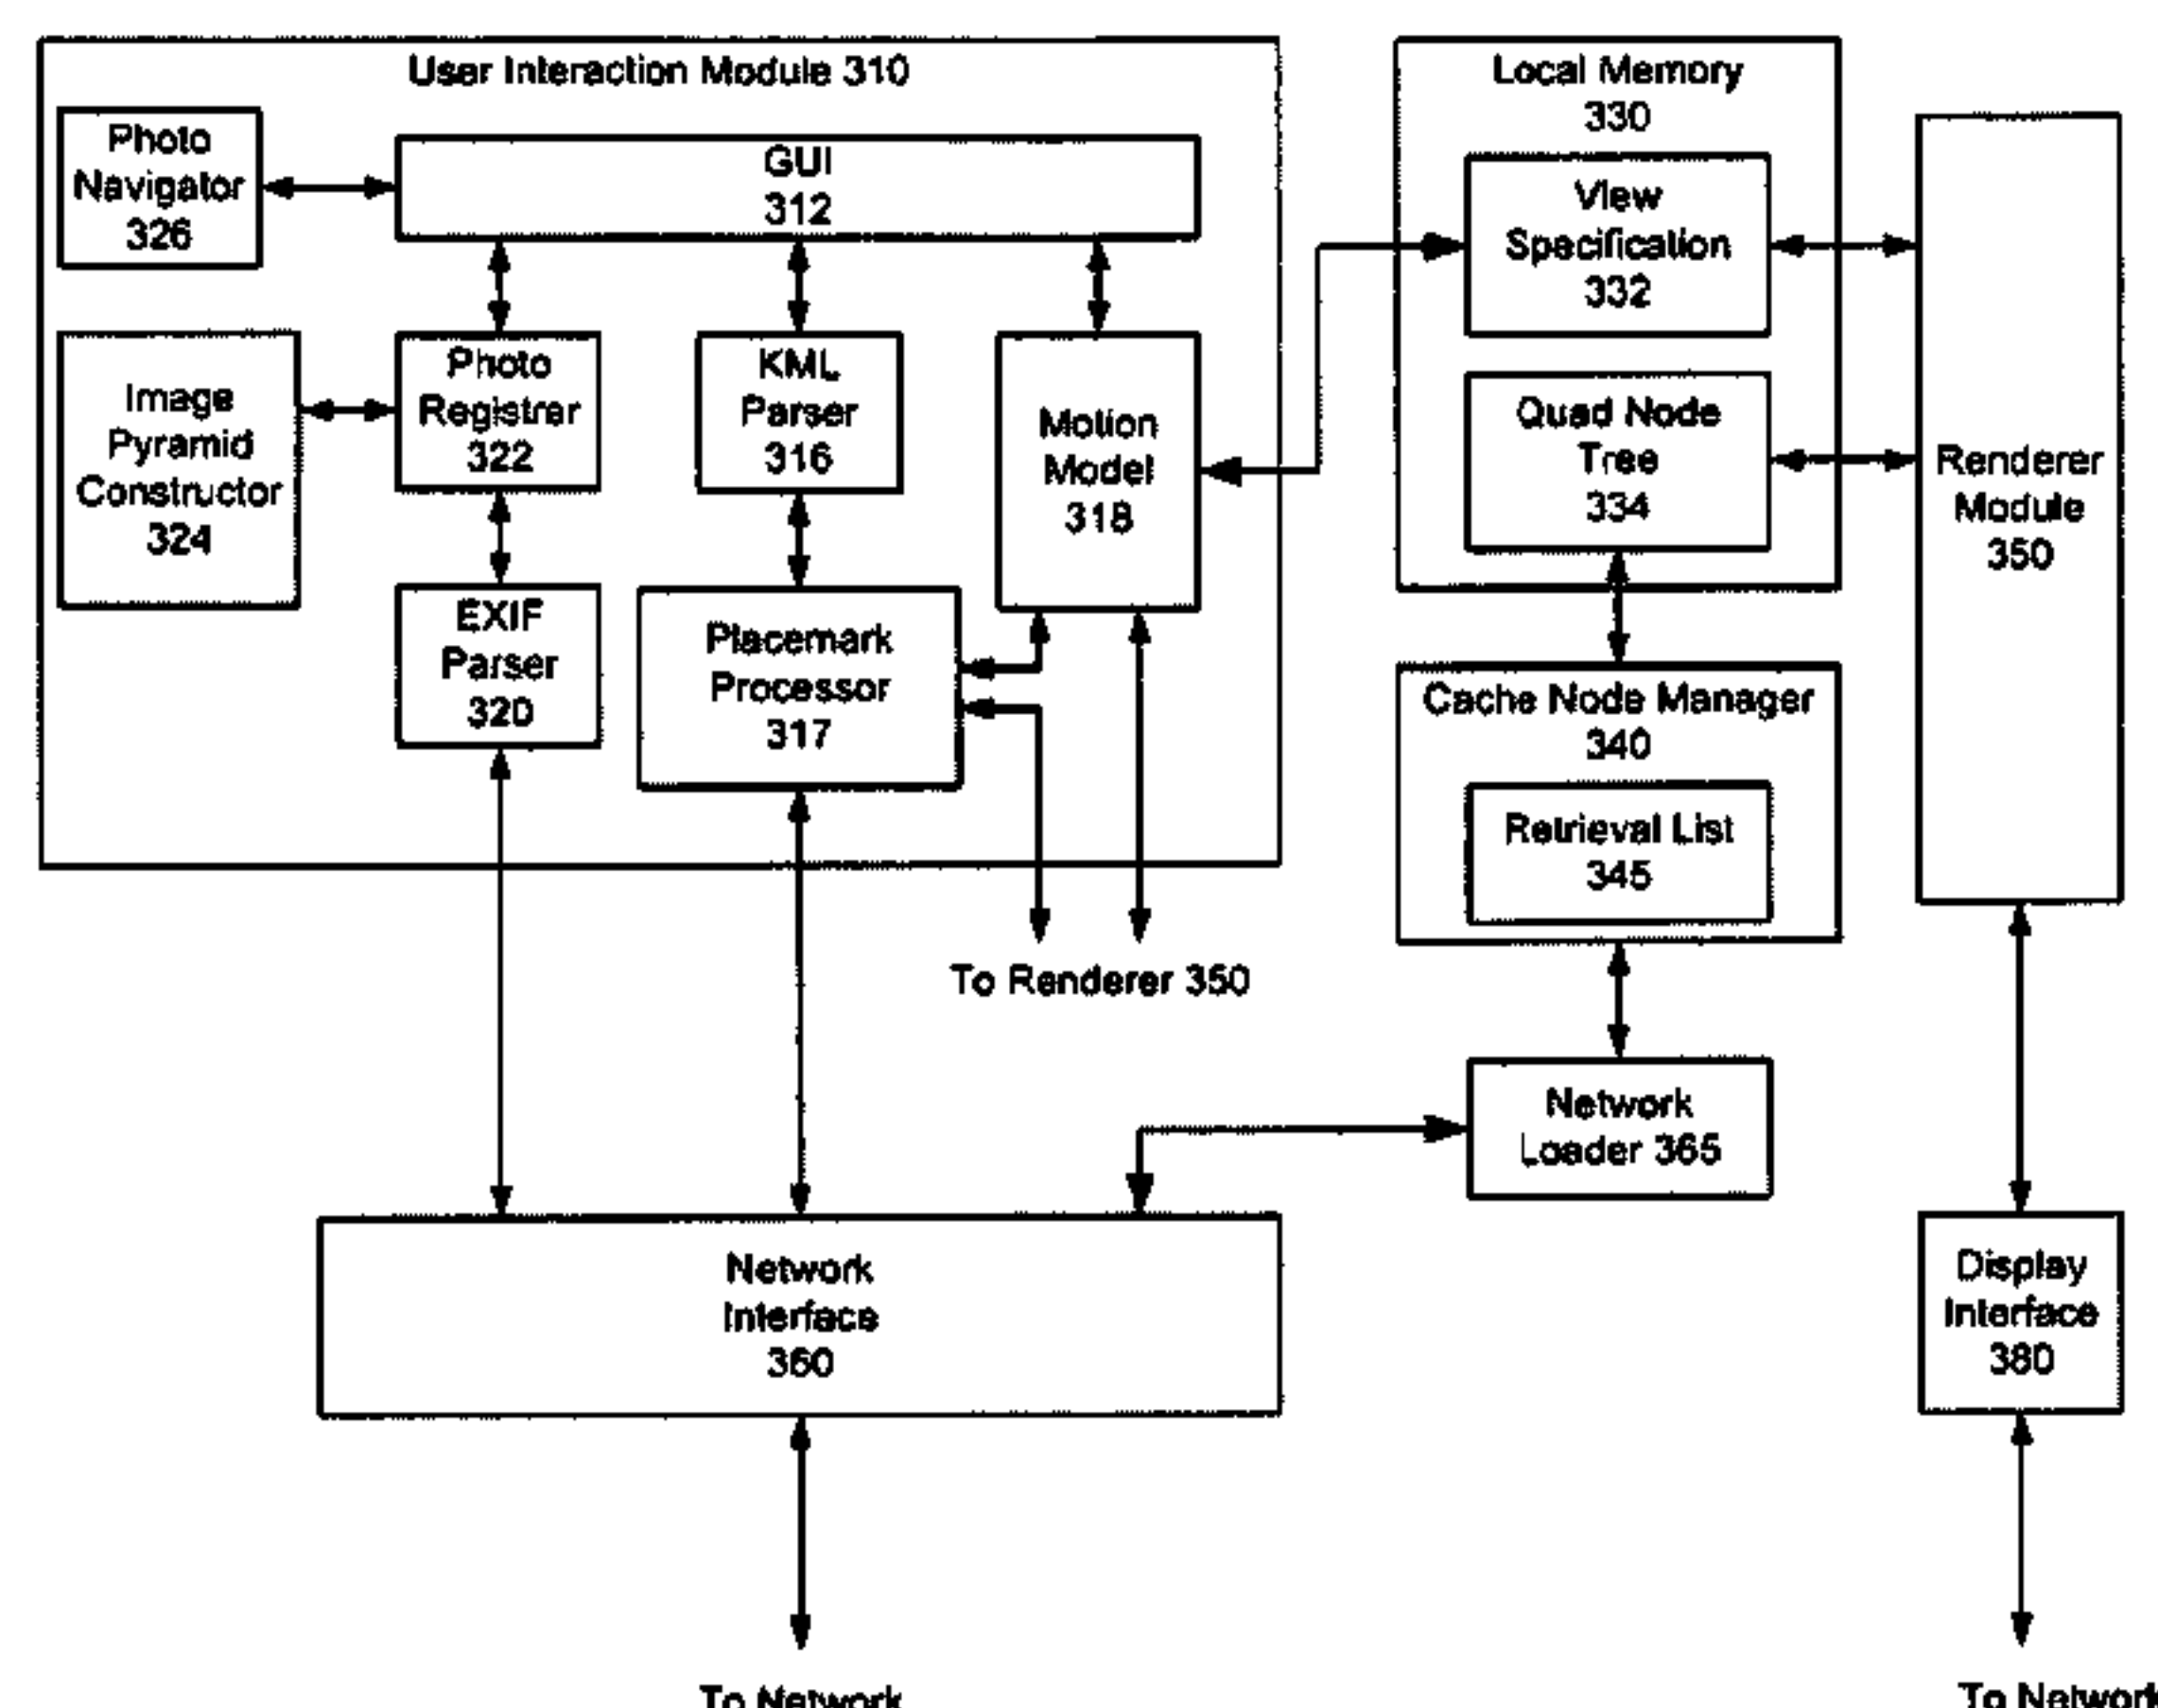 User Interaction Module 310
Photo
Navigator
326
GUI
312
Image
Pyramid
Constructor
324
Photo
Registrar
322
KML
Parser
316
Motion
Model
318
EXIF
Parser
320
Placemark
Processor
317
To Renderer 350
Local Memory
330
View
Specification
332
Quad Node
Tree
334
Cache Node Manager
340
Retrieval List
345
Renderer
Module
350
Network
Loader 365
Network
Interface
360
Display
Interface
380
To Network
To Network